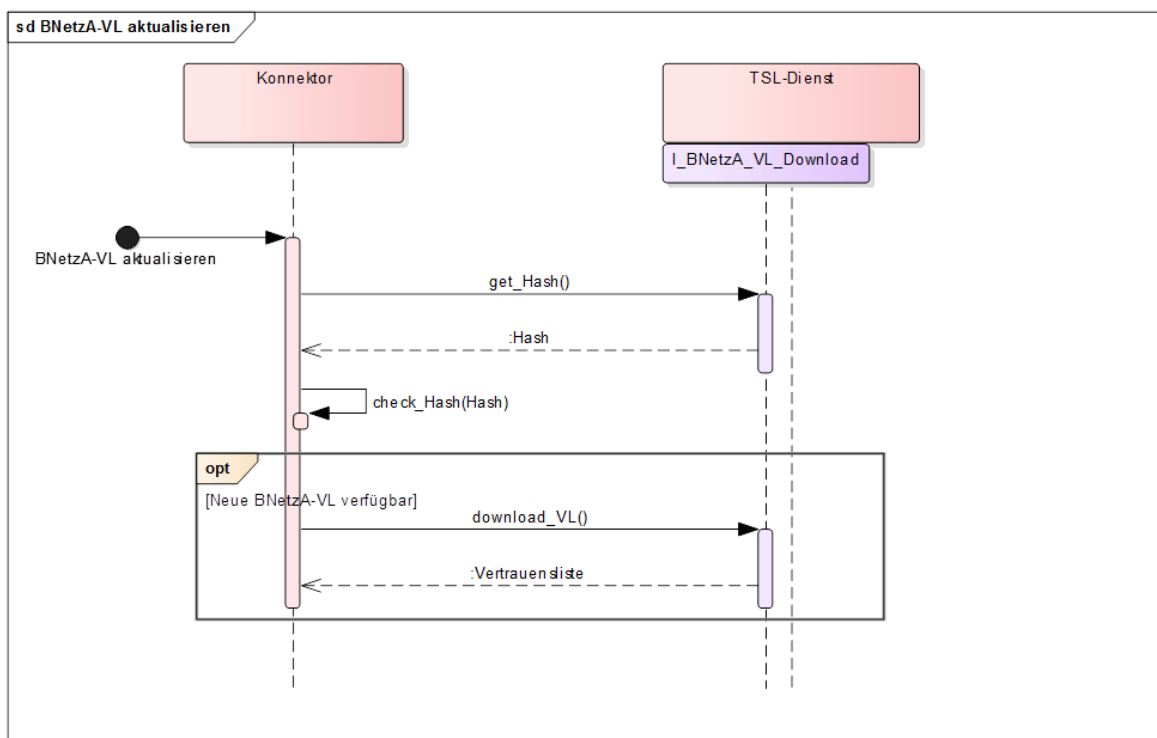 sd BNetzA-VL aktualisieren
Konnektor
TSL-Dienst
I_BNetzA_VL_Download
BNetzA-VL aktualisieren
get_Hash()
:Hash
check_Hash(Hash)
opt
[Neue BNetzA-VL verfügbar]
download_VL()
:Vertrauensliste